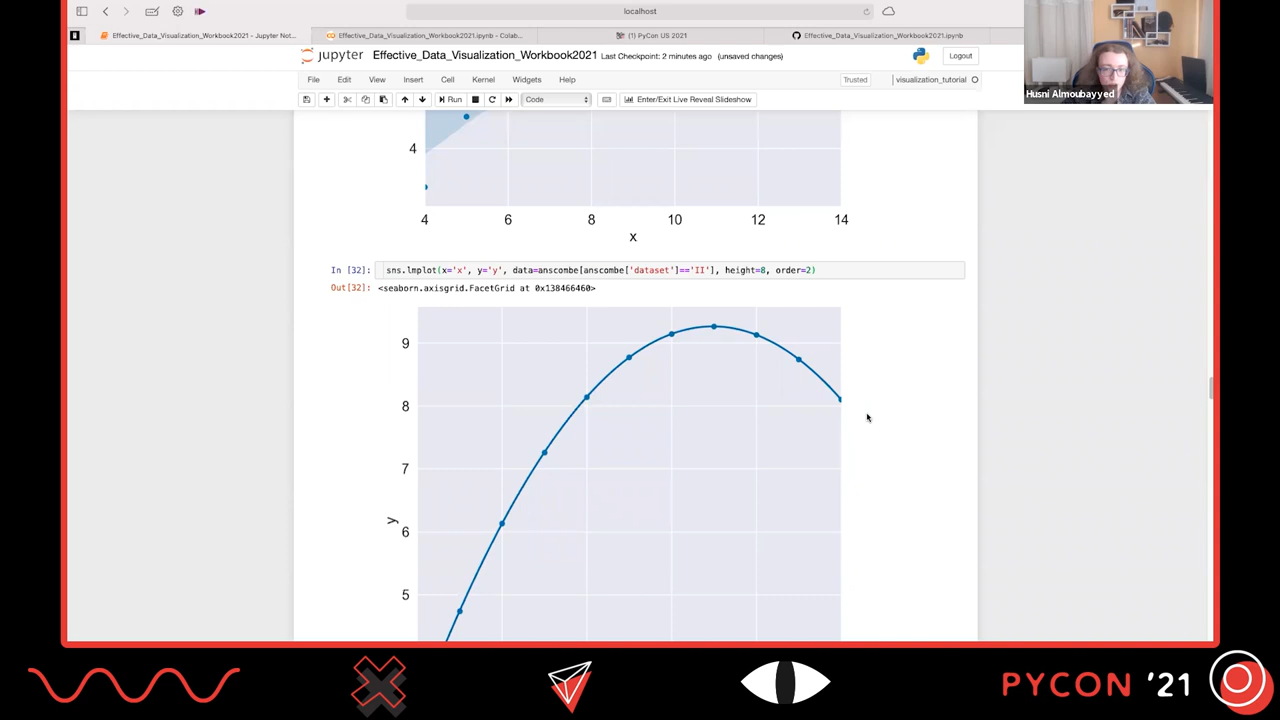 localhost
Effective_Data_Visualization_Workbook2021 - Jupyter Not...
Effective_Data_Visualization_Workbook2021.ipynb - Colab...
(1) PyCon US 2021
Effective_Data_Visualization_Workbook2021.ipynb
jupyter Effective_Data_Visualization_Workbook2021 Last Checkpoint: 2 minutes ago (unsaved changes)
Logout
File Edit View Insert Cell Kernel Widgets Help
Trusted
visualization_tutorial
Run
Code
Enter/Exit Live Reveal Slideshow
Husni Almoubayyed
4
4 6 8 10 12 14
x
In [32]: sns.lmplot(x='x', y='y', data=anscombe[anscombe['dataset']=='II'], height=8, order=2)
Out[32]: <seaborn.axisgrid.FacetGrid at 0x138466460>
9
8
7
y
6
5
PYCON '21